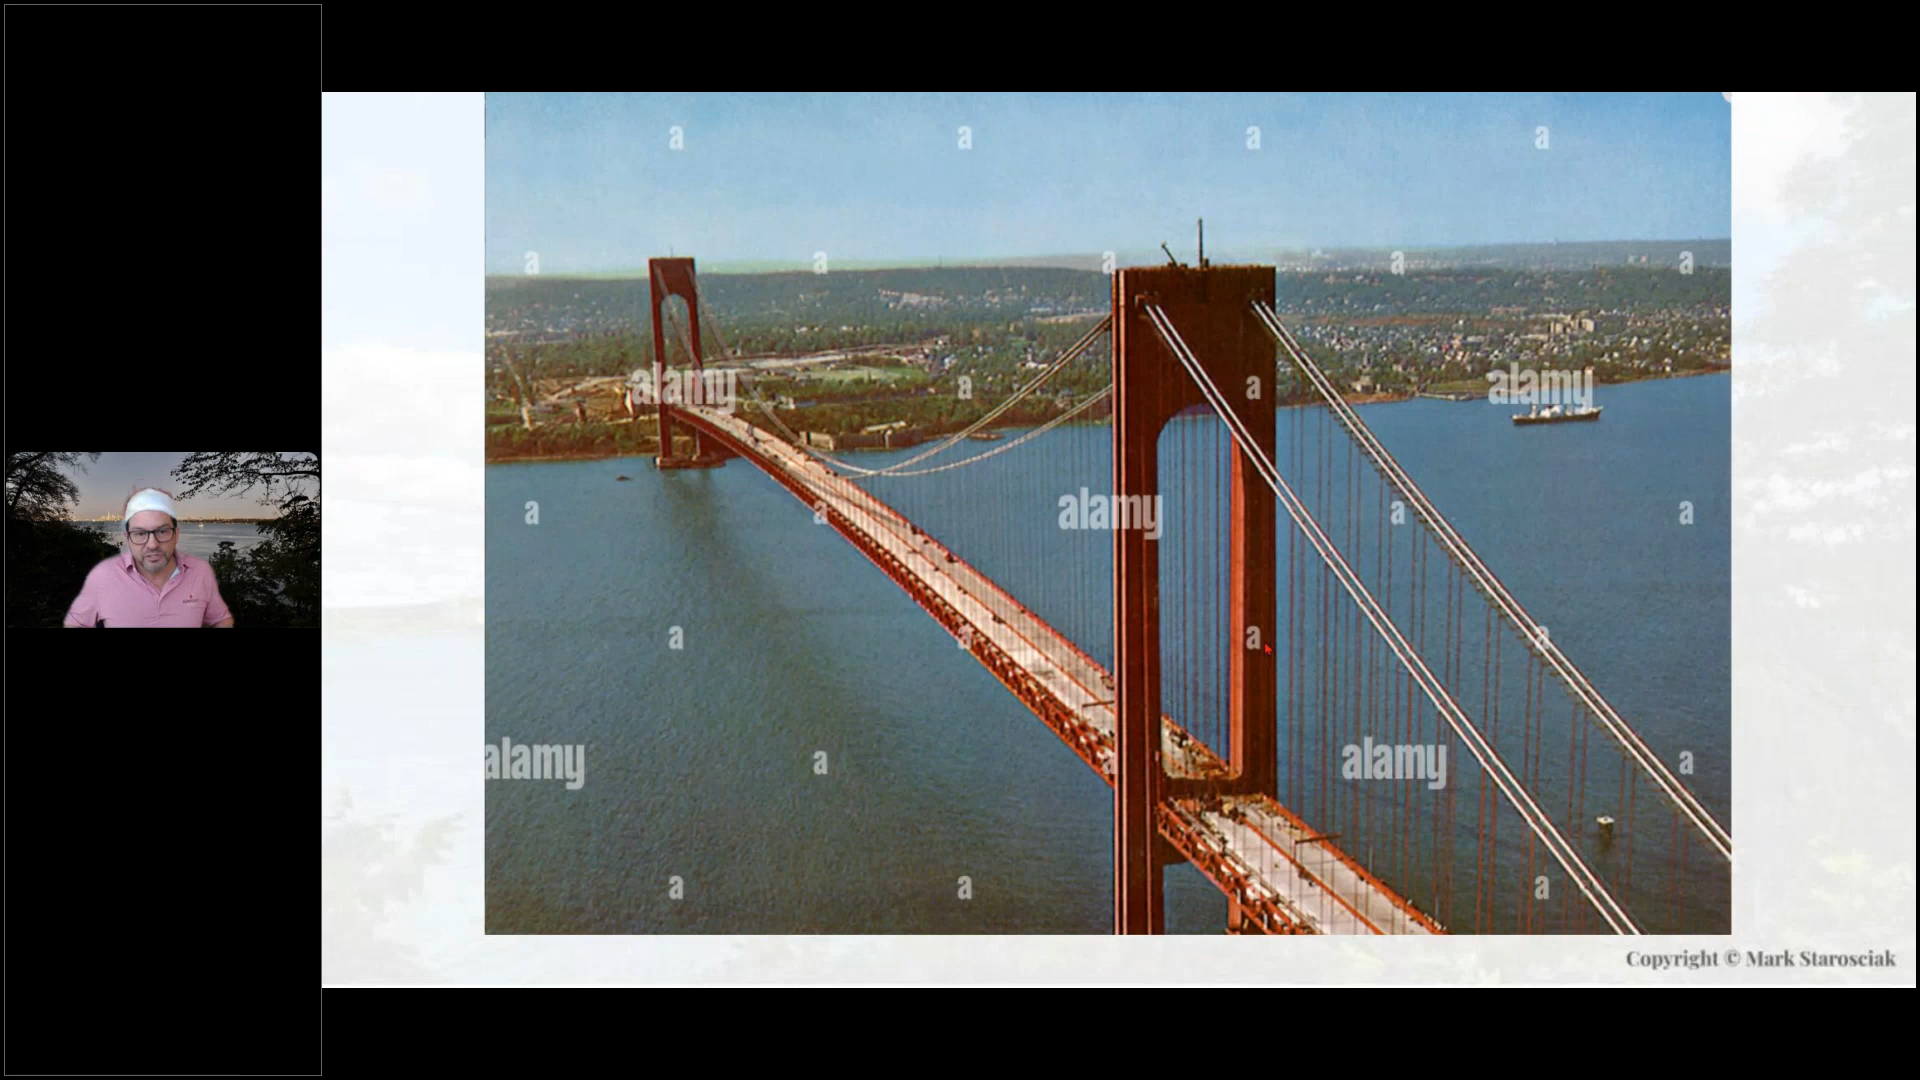 a a a a
a a a a a
alamy a a alamy
a alamy a a
a a a a a
alamy a alamy a
a a a
Copyright © Mark Starosciak